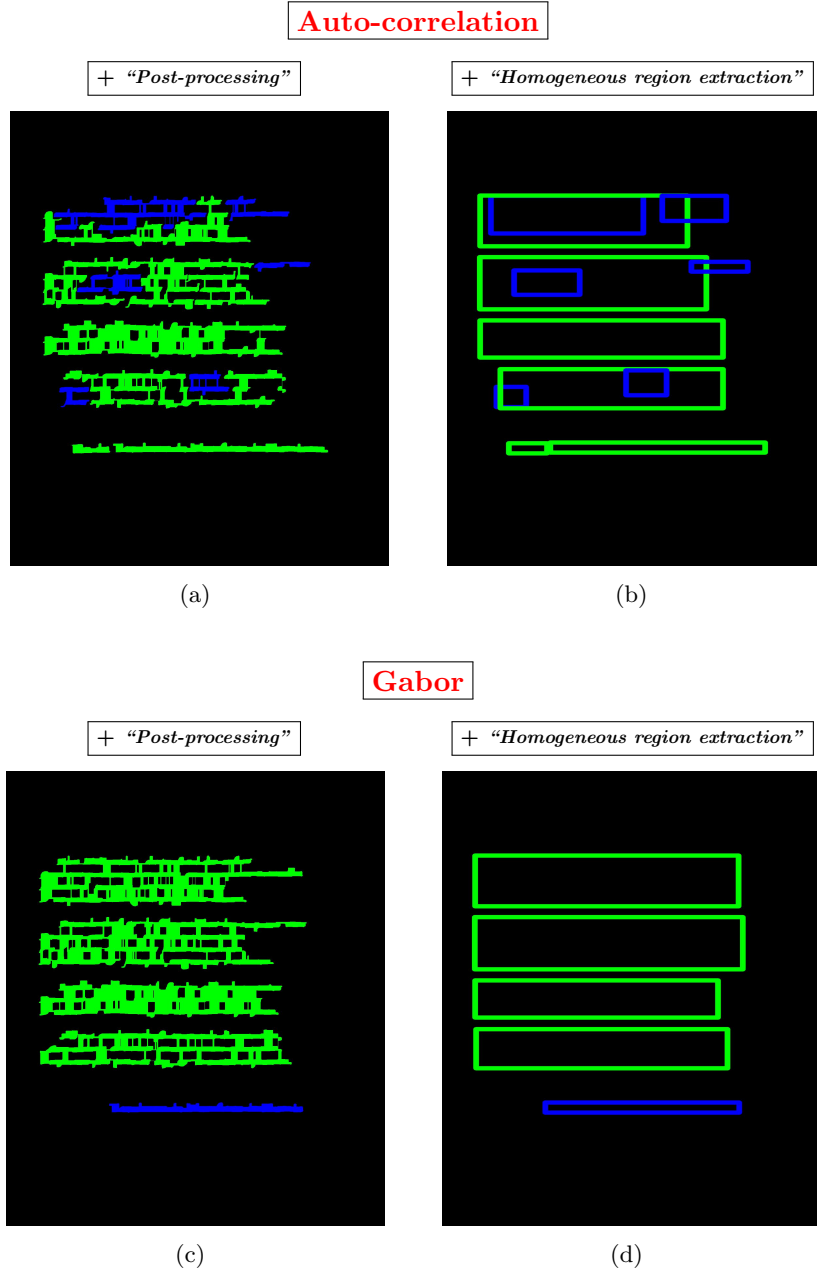 Auto-correlation
+ “Post-processing” + “Homogeneous region extraction”
(a) (b)
Gabor
+ “Post-processing” + “Homogeneous region extraction”
(c) (d)